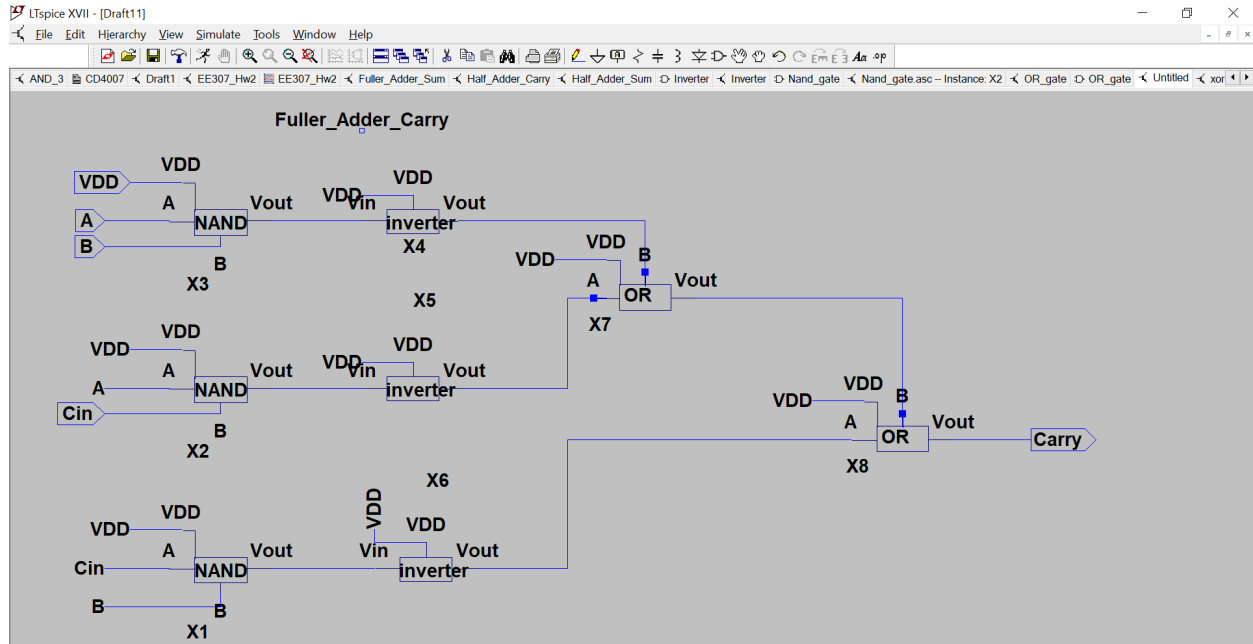 LTspice XVII - [Draft11]
File Edit Hierarchy View Simulate Tools Window Help
AND_3 CD4007 Draft1 EE307_Hw2 EE307_Hw2 Fuller_Adder_Sum Half_Adder_Carry Half_Adder_Sum Inverter Inverter Nand_gate Nand_gate.asc -- Instance: X2 OR_gate OR_gate Untitled xor
Fuller_Adder_Carry
VDD
VDD
VDD
VDD
A
Vout
Vin
Vout
A
NAND
inverter
B
B
X3
X4
VDD
VDD
B
A
OR
Vout
X7
X5
VDD
VDD
VDD
VDD
A
Vout
Vin
Vout
A
NAND
inverter
Cin
B
X2
VDD
VDD
B
A
OR
Vout
Carry
X8
X6
VDD
VDD
VDD
VDD
A
Vout
Vin
Vout
Cin
NAND
inverter
B
B
X1